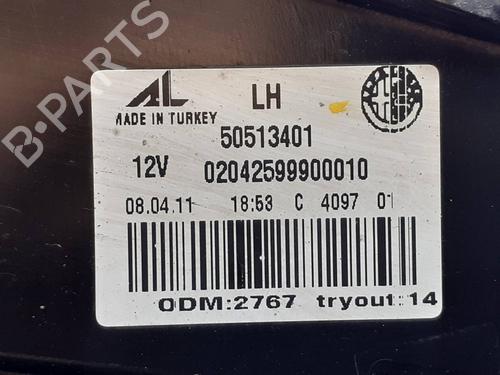 B-PARTS
AL
LH
MADE IN TURKEY
50513401
12V 02042599900010
08.04.11 18:53 C 4097 01
ODM:2767 tryout:14